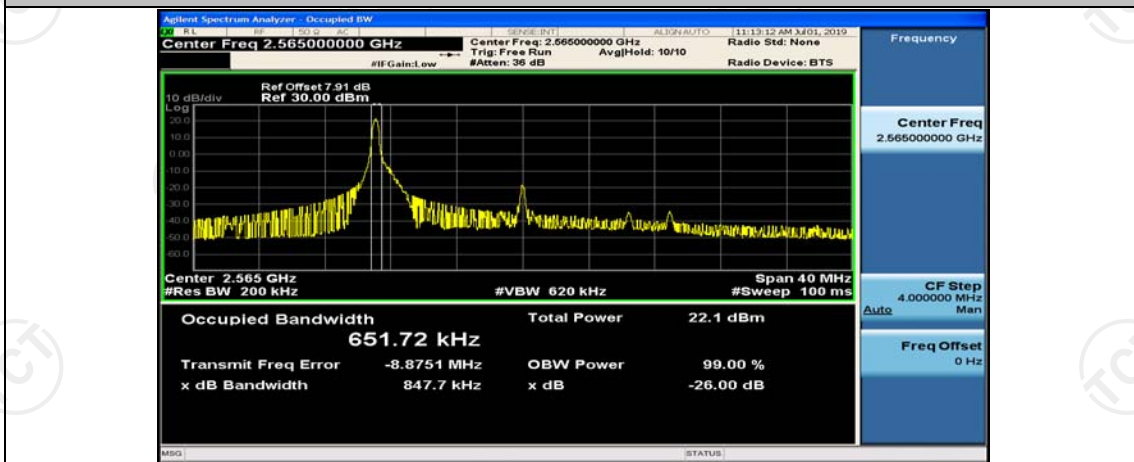 Agilent Spectrum Analyzer - Occupied BW
RL RF 50 Ω AC SENSE:INT ALIGN AUTO 11:13:12 AM Jul 01, 2019
Center Freq 2.565000000 GHz
Center Freq: 2.565000000 GHz
Radio Std: None
Trig: Free Run Avg|Hold: 10/10
#IFGain:Low
#Atten: 36 dB
Radio Device: BTS
Frequency
Ref Offset 7.91 dB
10 dB/div Ref 30.00 dBm
Log
20.0
10.0
0.00
-10.0
-20.0
-30.0
-40.0
-50.0
-60.0
Center 2.565 GHz Span 40 MHz
#Res BW 200 kHz #VBW 620 kHz #Sweep 100 ms
Center Freq
2.565000000 GHz
CF Step
4.000000 MHz
Auto Man
Freq Offset
0 Hz
Occupied Bandwidth Total Power 22.1 dBm
651.72 kHz
Transmit Freq Error -8.8751 MHz OBW Power 99.00 %
x dB Bandwidth 847.7 kHz x dB -26.00 dB
MSG STATUS
TCT